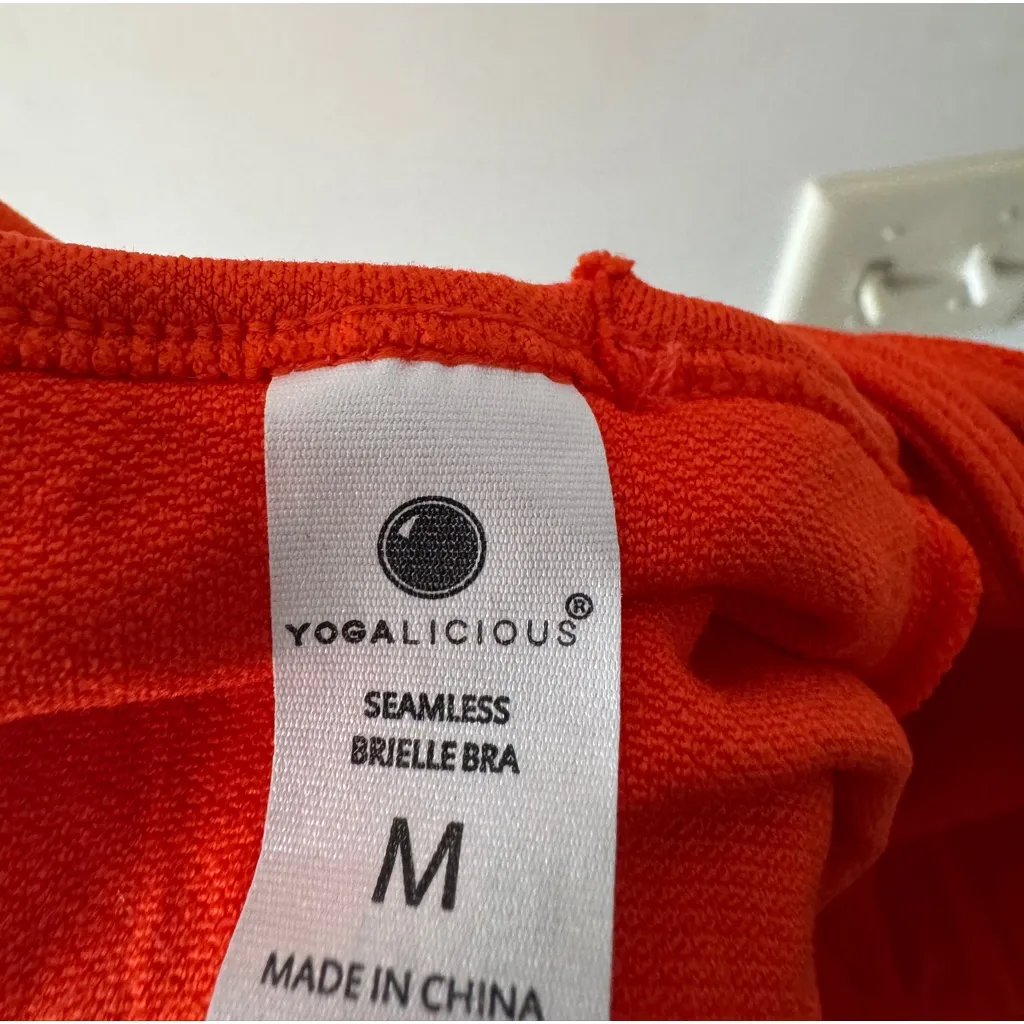 YOGALICIOUS®
SEAMLESS
BRIELLE BRA
M
MADE IN CHINA